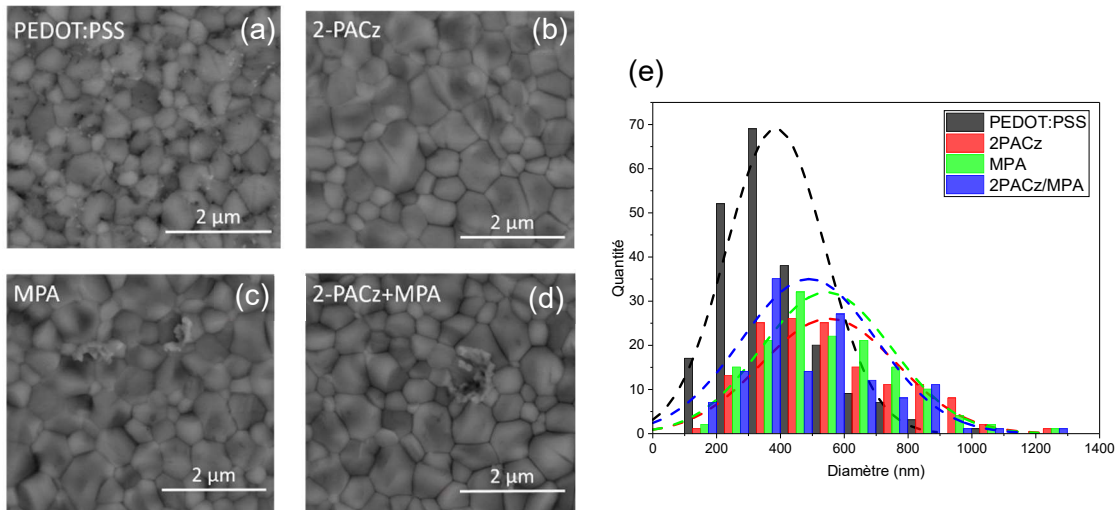 PEDOT:PSS (a)
2 µm
2-PACz (b)
2 µm
MPA (c)
2 µm
2-PACz+MPA (d)
2 µm
(e)
PEDOT:PSS
2PACz
MPA
2PACz/MPA
Quantité
70
60
50
40
30
20
10
0
0 200 400 600 800 1000 1200 1400
Diamètre (nm)